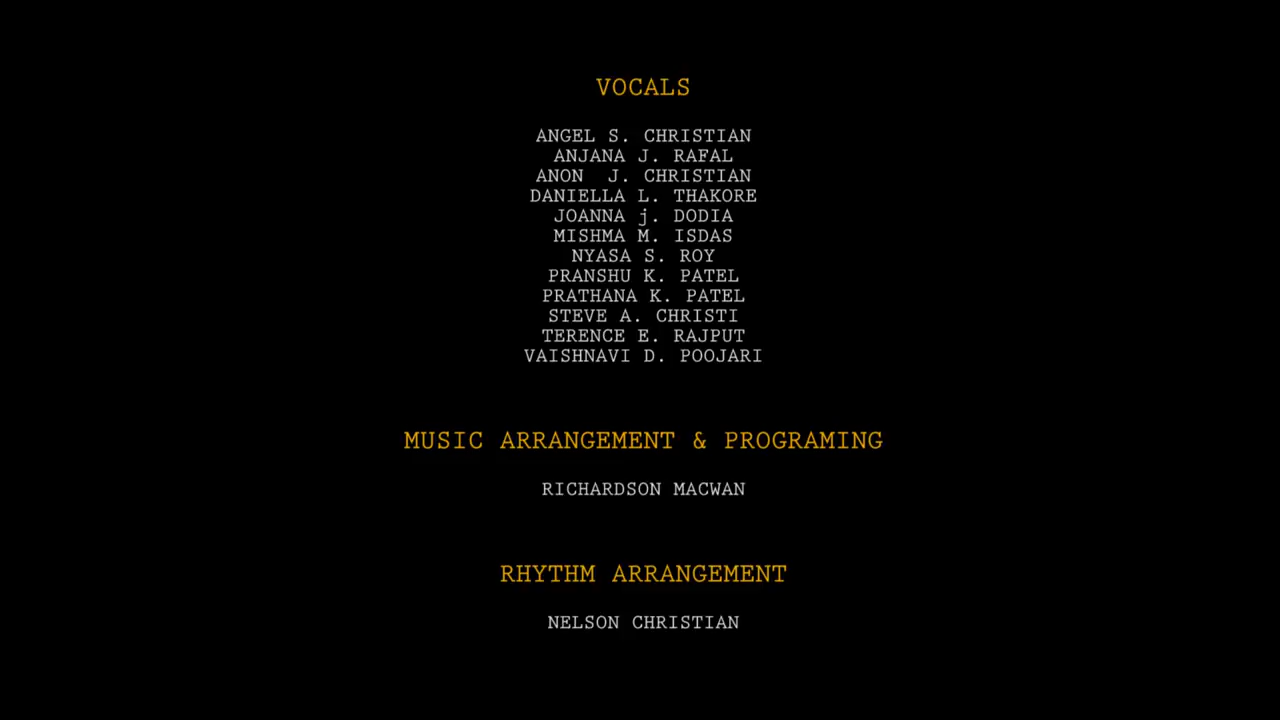 VOCALS
ANGEL S. CHRISTIAN
ANJANA J. RAFAL
ANON  J. CHRISTIAN
DANIELLA L. THAKORE
JOANNA j. DODIA
MISHMA M. ISDAS
NYASA S. ROY
PRANSHU K. PATEL
PRATHANA K. PATEL
STEVE A. CHRISTI
TERENCE E. RAJPUT
VAISHNAVI D. POOJARI
MUSIC ARRANGEMENT & PROGRAMING
RICHARDSON MACWAN
RHYTHM ARRANGEMENT
NELSON CHRISTIAN